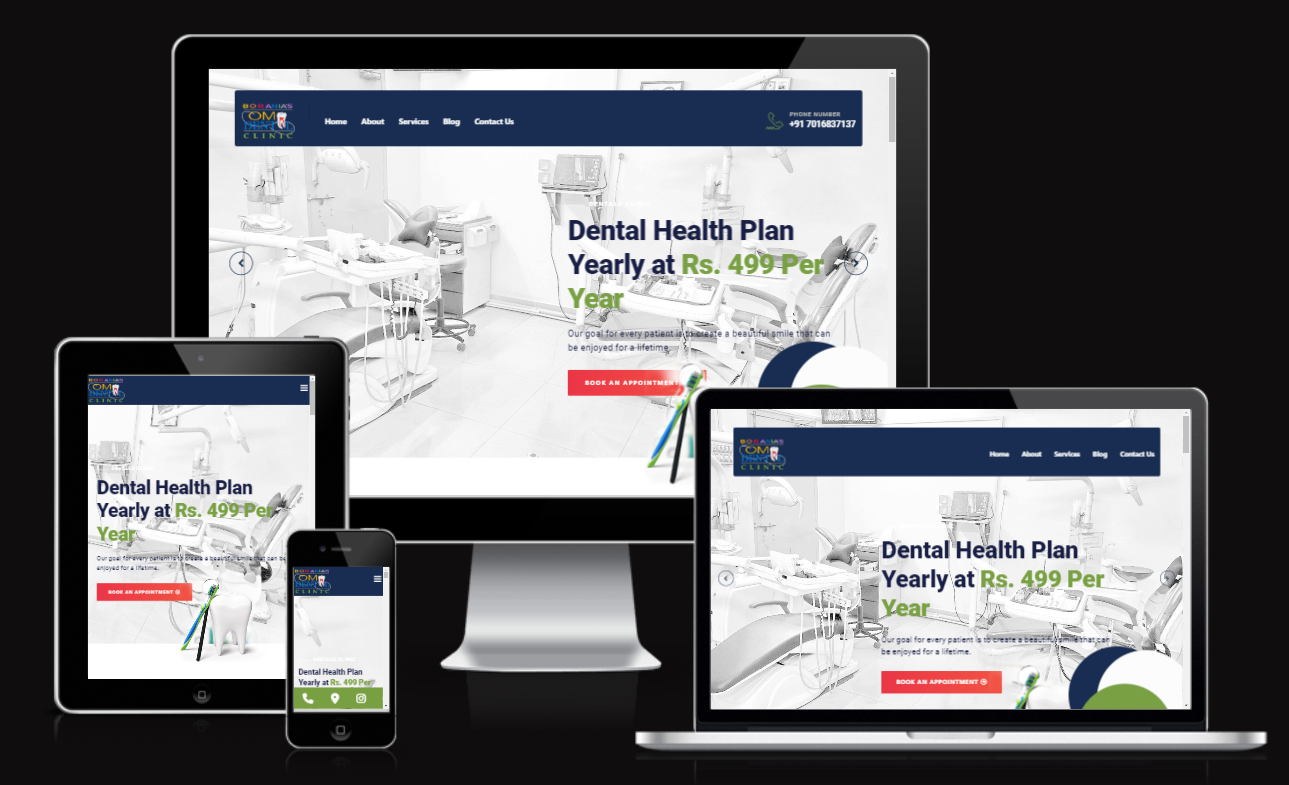 BORANIA'S
OM
DENTAL
CLINIC
Home About Services Blog Contact Us
PHONE NUMBER
+91 7016837137
Dental Health Plan
Yearly at Rs. 499 Per
Year
Our goal for every patient is to create a beautiful smile that can
be enjoyed for a lifetime.
BOOK AN APPOINTMENT
BORANIA'S
OM
DENTAL
CLINIC
Dental Health Plan
Yearly at Rs. 499 Per
Year
Our goal for every patient is to create a beautiful smile that can be
enjoyed for a lifetime.
BOOK AN APPOINTMENT
BORANIA'S
OM
DENTAL
CLINIC
Dental Health Plan
Yearly at Rs. 499 Per
BORANIA'S
OM
DENTAL
CLINIC
Home About Services Blog Contact Us
Dental Health Plan
Yearly at Rs. 499 Per
Year
Our goal for every patient is to create a beautiful smile that can
be enjoyed for a lifetime.
BOOK AN APPOINTMENT